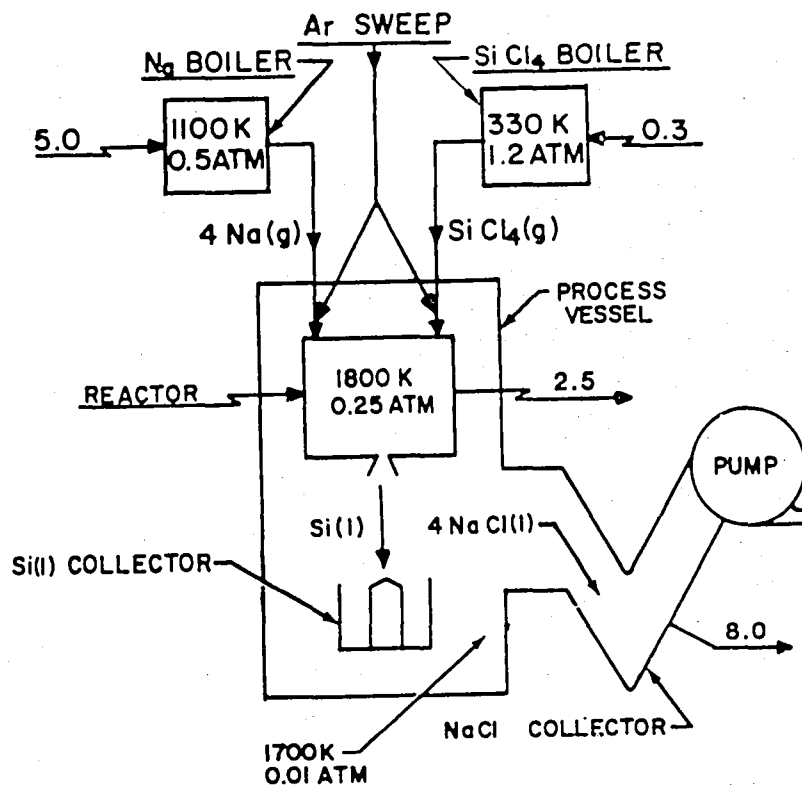 Ar SWEEP
Na BOILER
SiCl4 BOILER
5.0
1100 K
0.5 ATM
330 K
1.2 ATM
0.3
4 Na(g)
SiCl4(g)
PROCESS
VESSEL
REACTOR
1800 K
0.25 ATM
2.5
PUMP
Si(l)
4 NaCl(l)
Si(l) COLLECTOR
8.0
NaCl COLLECTOR
1700K
0.01 ATM